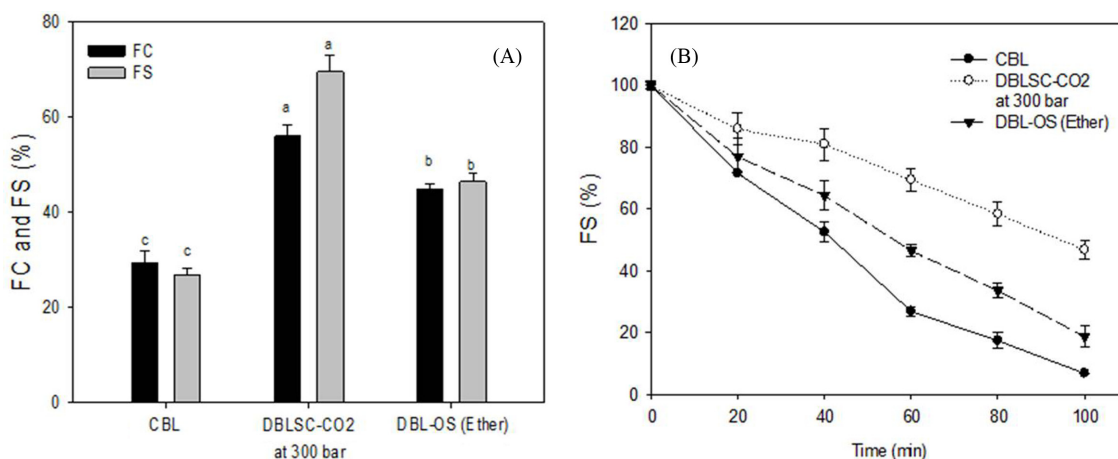 80
60
40
20
0
FC and FS (%)
FC
FS
(A)
c
c
a
a
b
b
CBL
DBLSC-CO2
at 300 bar
DBL-OS (Ether)
120
100
80
60
40
20
0
FS (%)
(B)
CBL
DBLSC-CO2
at 300 bar
DBL-OS (Ether)
0 20 40 60 80 100
Time (min)